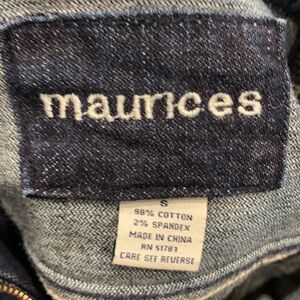 maurices
S
98% COTTON
2% SPANDEX
MADE IN CHINA
RN 51783
CARE SEE REVERSE